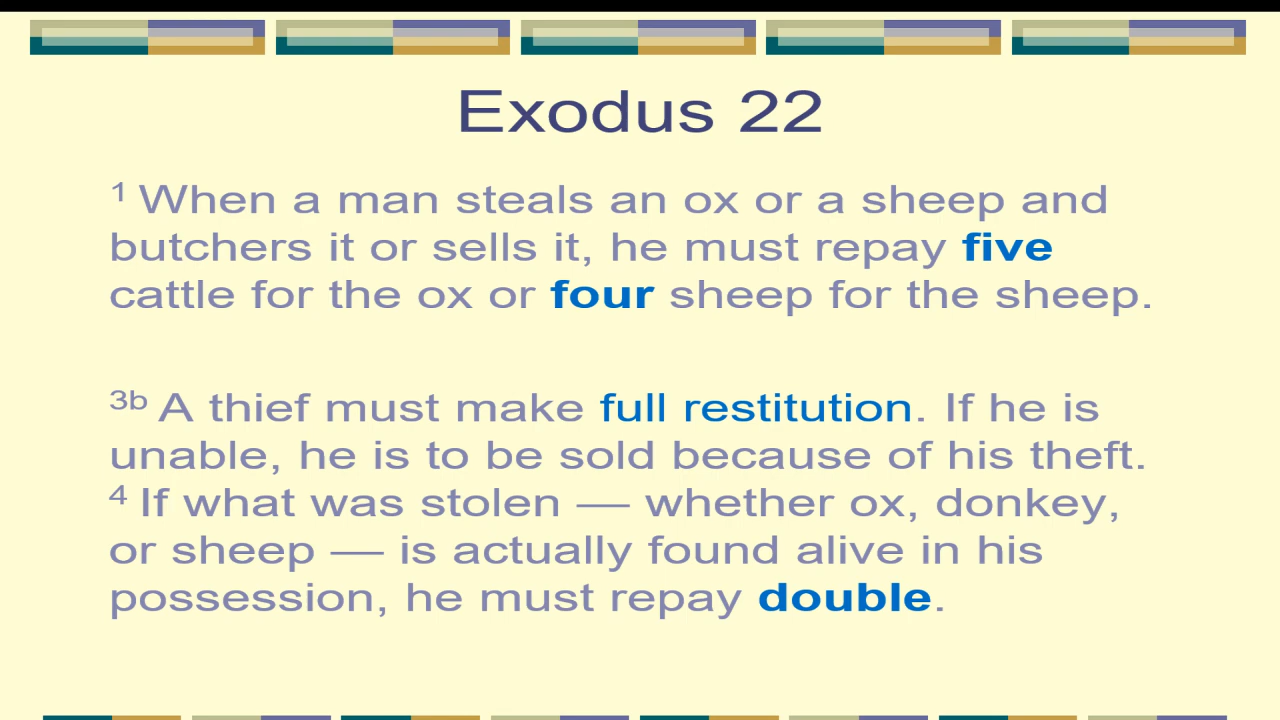 Exodus 22
1 When a man steals an ox or a sheep and
butchers it or sells it, he must repay five
cattle for the ox or four sheep for the sheep.
3b A thief must make full restitution. If he is
unable, he is to be sold because of his theft.
4 If what was stolen — whether ox, donkey,
or sheep — is actually found alive in his
possession, he must repay double.